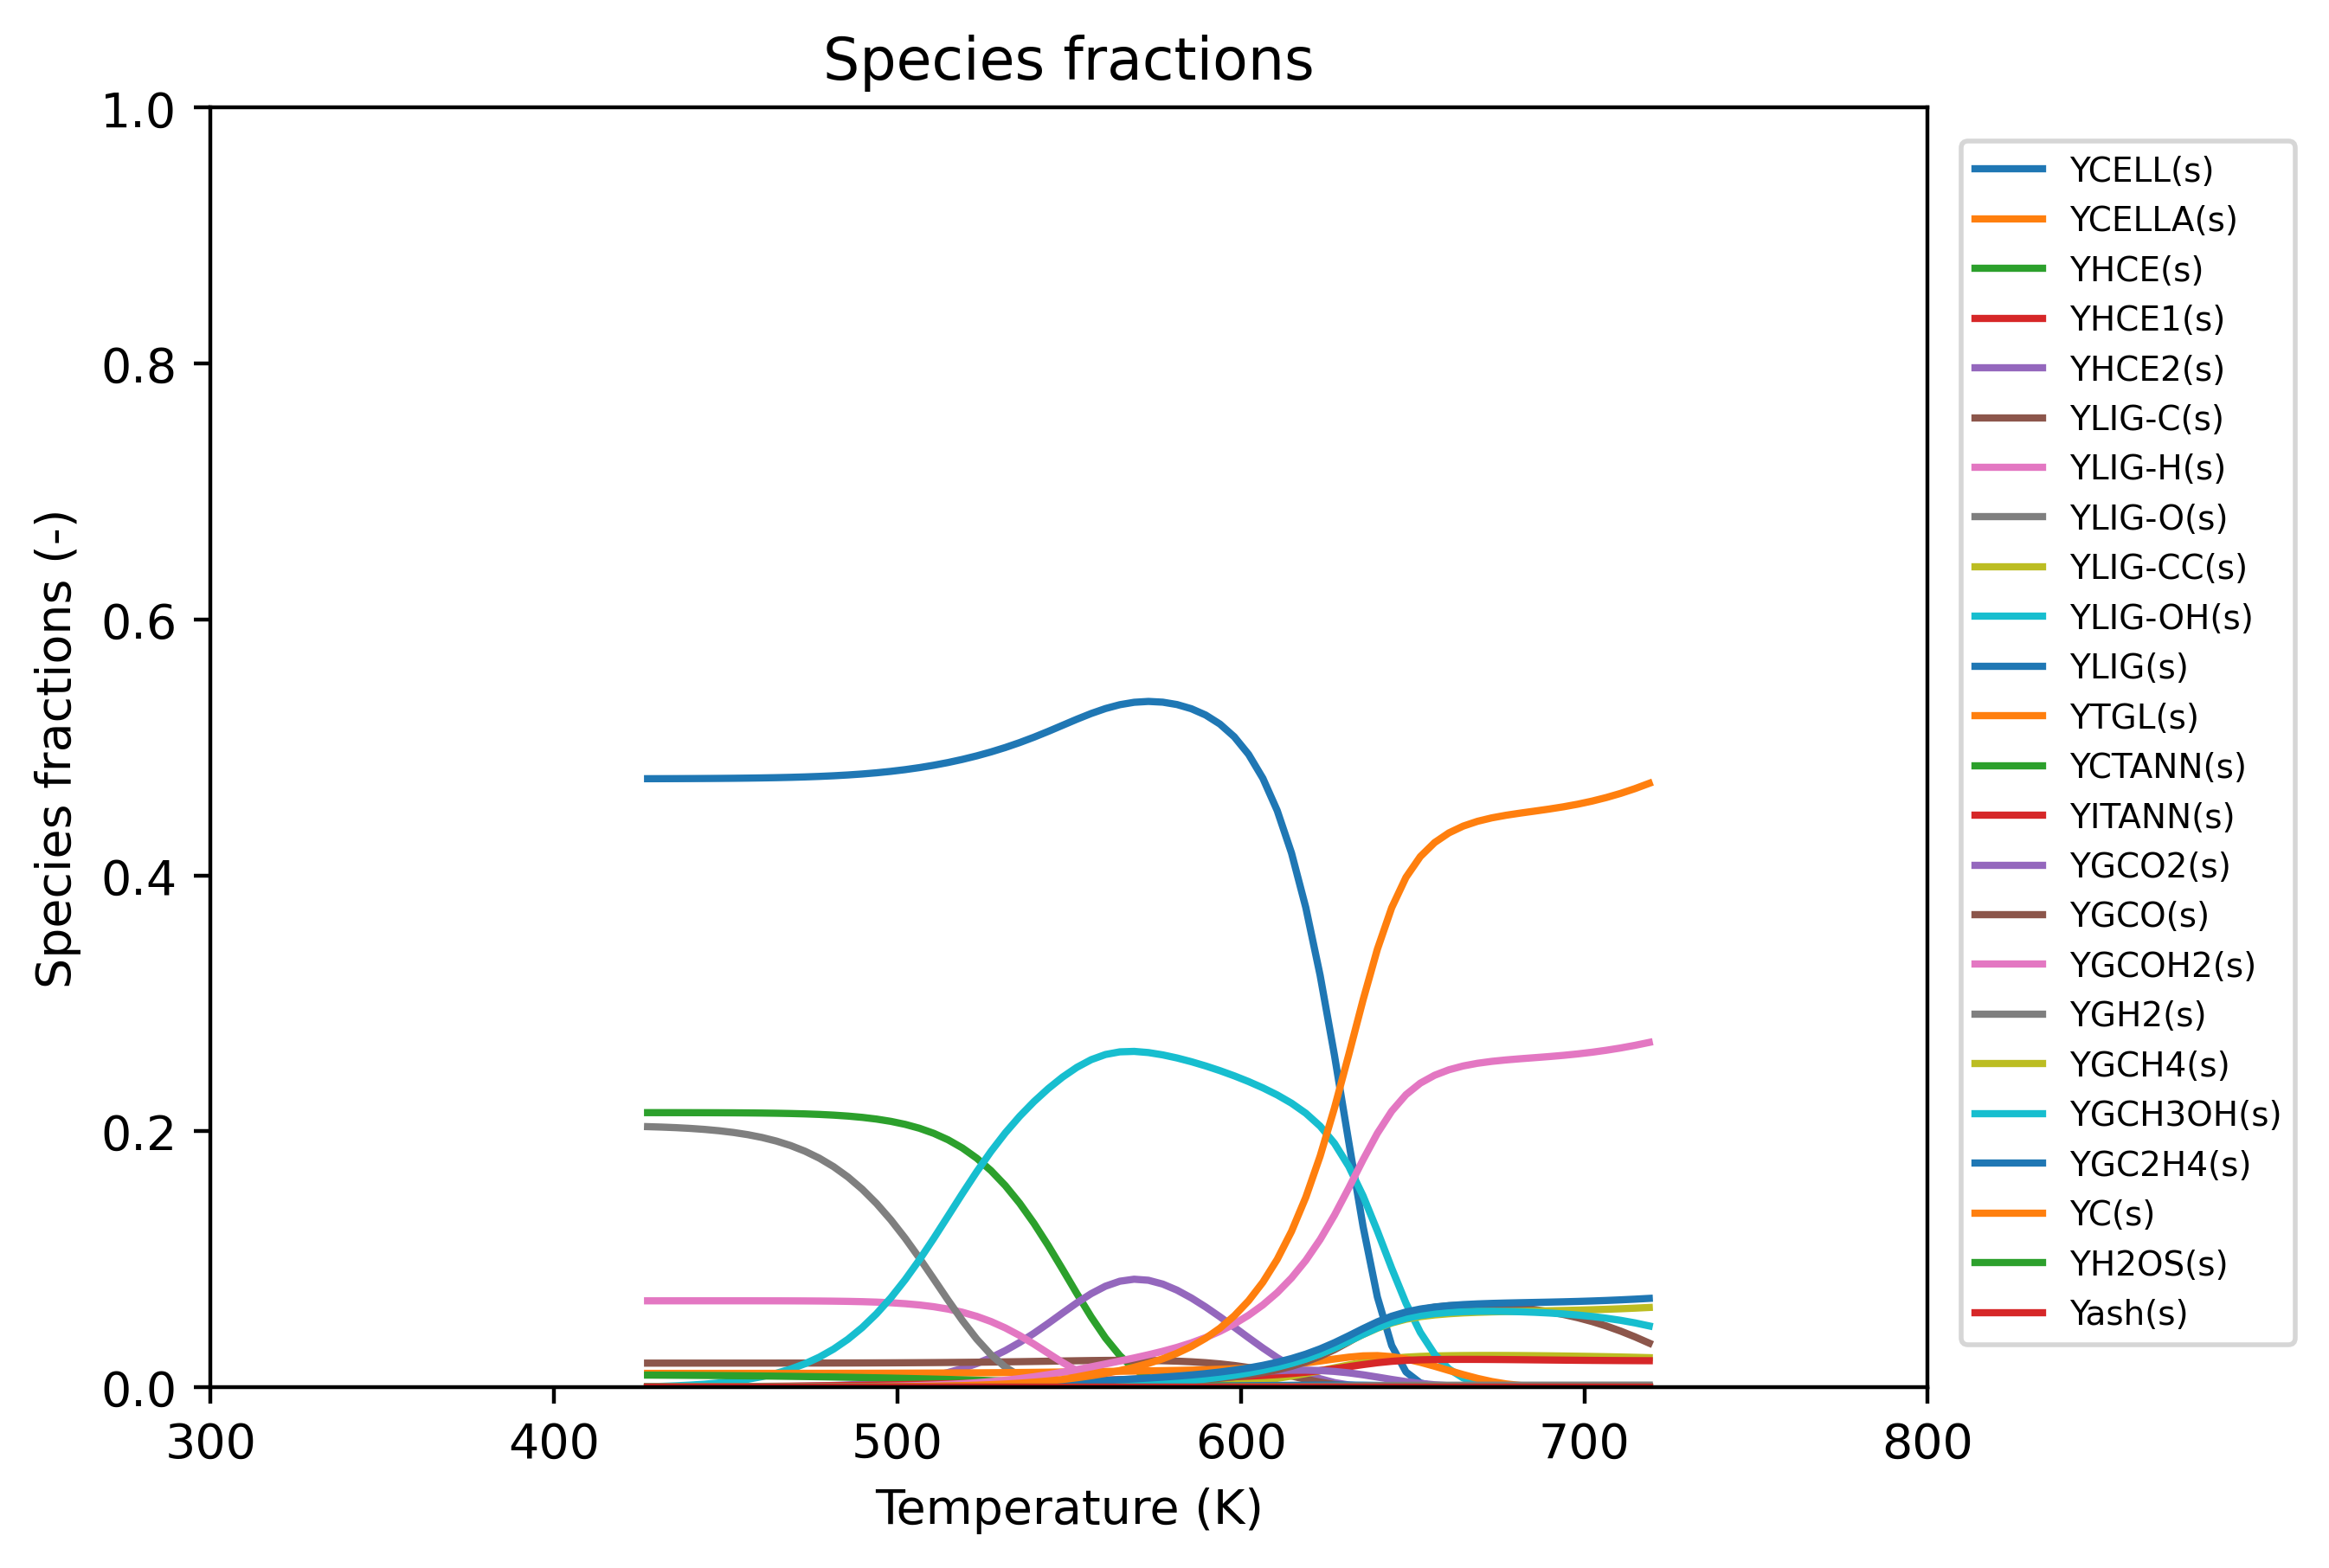 Species fractions
1.0
0.8
0.6
0.4
0.2
0.0
Species fractions (-)
300 400 500 600 700 800
Temperature (K)
YCELL(s)
YCELLA(s)
YHCE(s)
YHCE1(s)
YHCE2(s)
YLIG-C(s)
YLIG-H(s)
YLIG-O(s)
YLIG-CC(s)
YLIG-OH(s)
YLIG(s)
YTGL(s)
YCTANN(s)
YITANN(s)
YGCO2(s)
YGCO(s)
YGCOH2(s)
YGH2(s)
YGCH4(s)
YGCH3OH(s)
YGC2H4(s)
YC(s)
YH2OS(s)
Yash(s)